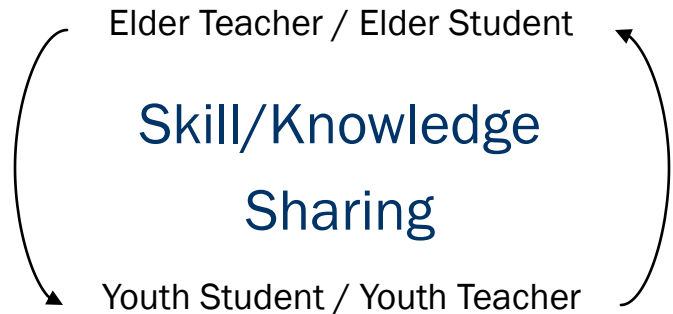 Elder Teacher / Elder Student
Skill/Knowledge
Sharing
Youth Student / Youth Teacher